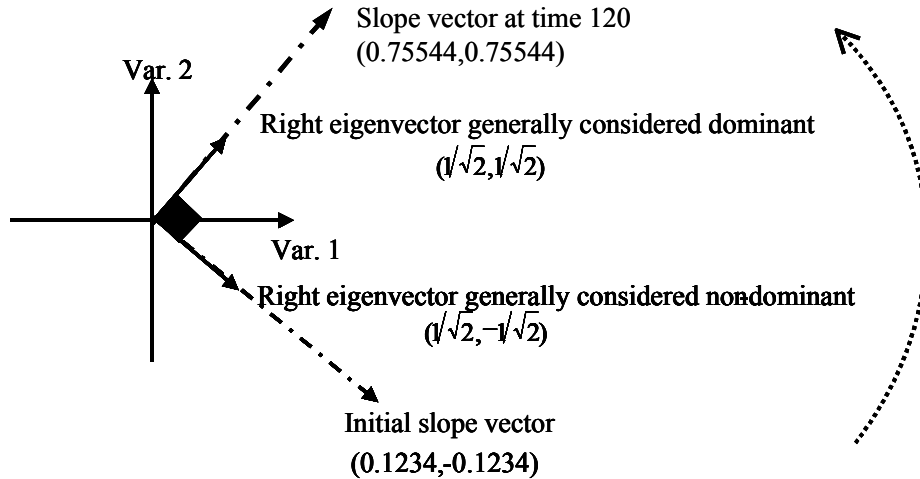 Slope vector at time 120
(0.75544,0.75544)
Var. 2
Right eigenvector generally considered dominant
(1/√2,1/√2)
Var. 1
Right eigenvector generally considered non-dominant
(1/√2,−1/√2)
Initial slope vector
(0.1234,-0.1234)